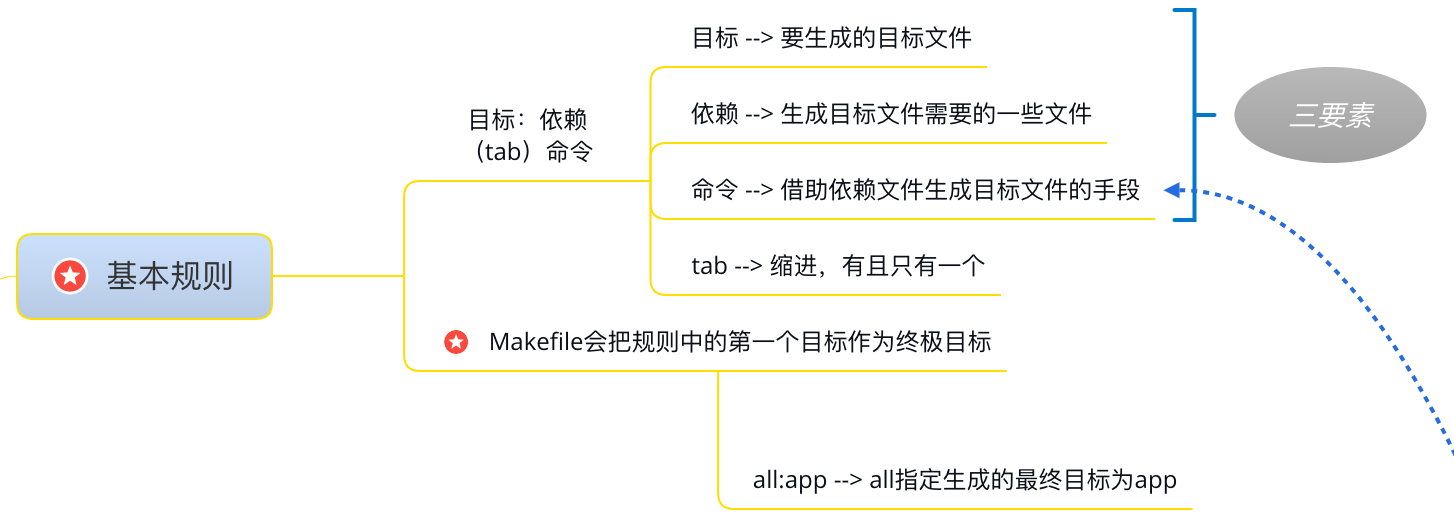 基本规则
目标：依赖
（tab）命令
目标 --> 要生成的目标文件
依赖 --> 生成目标文件需要的一些文件
命令 --> 借助依赖文件生成目标文件的手段
tab --> 缩进，有且只有一个
三要素
Makefile会把规则中的第一个目标作为终极目标
all:app --> all指定生成的最终目标为app